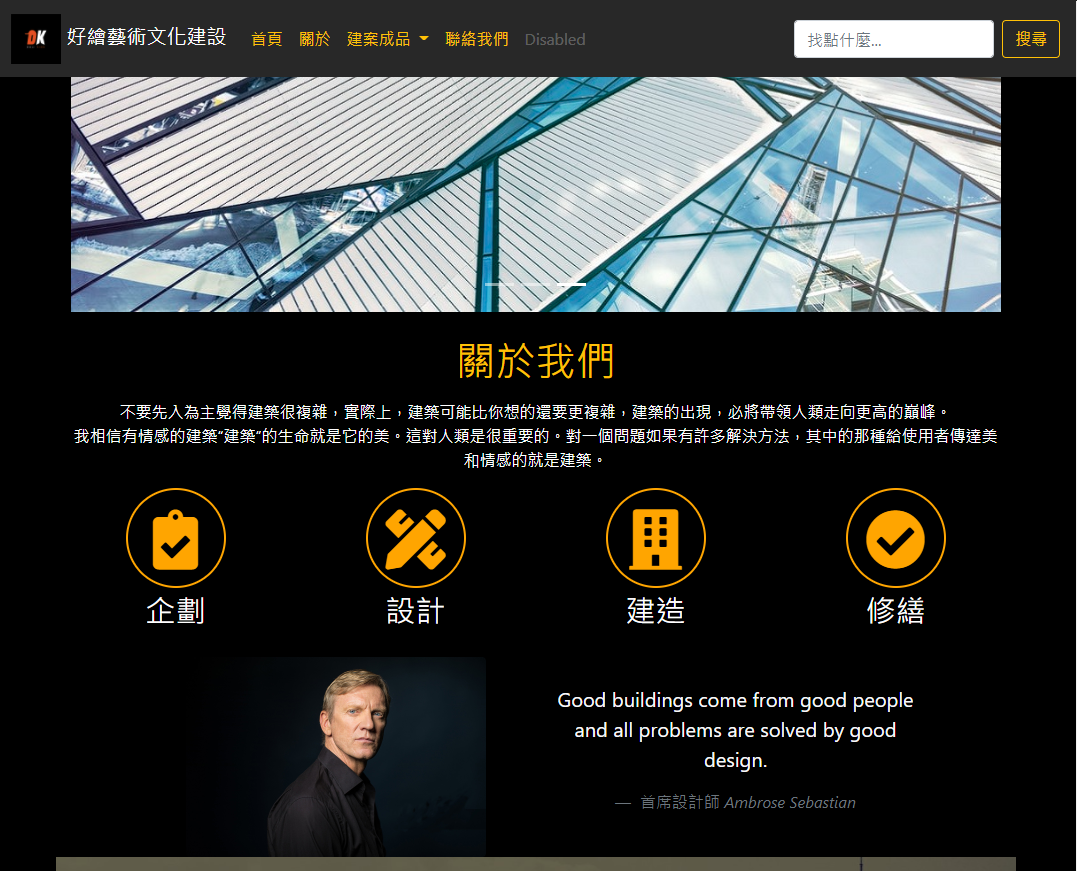 DK
好繪藝術文化建設
首頁
關於
建案成品
聯絡我們
Disabled
找點什麼...
搜尋
關於我們
不要先入為主覺得建築很複雜，實際上，建築可能比你想的還要更複雜，建築的出現，必將帶領人類走向更高的巔峰。
我相信有情感的建築“建築”的生命就是它的美。這對人類是很重要的。對一個問題如果有許多解決方法，其中的那種給使用者傳達美
和情感的就是建築。
企劃
設計
建造
修繕
Good buildings come from good people
and all problems are solved by good
design.
— 首席設計師 Ambrose Sebastian